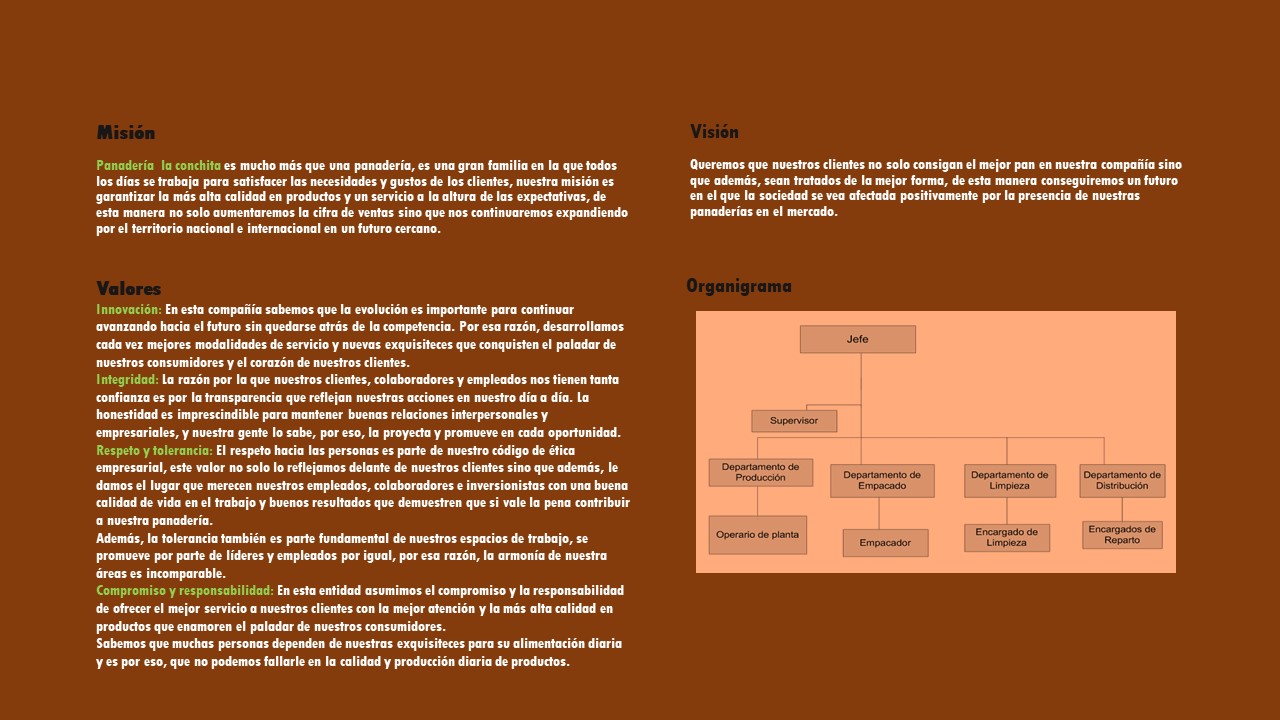 Misión
Panadería  la conchita es mucho más que una panadería, es una gran familia en la que todos
los días se trabaja para satisfacer las necesidades y gustos de los clientes, nuestra misión es
garantizar la más alta calidad en productos y un servicio a la altura de las expectativas, de
esta manera no solo aumentaremos la cifra de ventas sino que nos continuaremos expandiendo
por el territorio nacional e internacional en un futuro cercano.
Valores
Innovación: En esta compañía sabemos que la evolución es importante para continuar
avanzando hacia el futuro sin quedarse atrás de la competencia. Por esa razón, desarrollamos
cada vez mejores modalidades de servicio y nuevas exquisiteces que conquisten el paladar de
nuestros consumidores y el corazón de nuestros clientes.
Integridad: La razón por la que nuestros clientes, colaboradores y empleados nos tienen tanta
confianza es por la transparencia que reflejan nuestras acciones en nuestro día a día. La
honestidad es imprescindible para mantener buenas relaciones interpersonales y
empresariales, y nuestra gente lo sabe, por eso, la proyecta y promueve en cada oportunidad.
Respeto y tolerancia: El respeto hacia las personas es parte de nuestro código de ética
empresarial, este valor no solo lo reflejamos delante de nuestros clientes sino que además, le
damos el lugar que merecen nuestros empleados, colaboradores e inversionistas con una buena
calidad de vida en el trabajo y buenos resultados que demuestren que si vale la pena contribuir
a nuestra panadería.
Además, la tolerancia también es parte fundamental de nuestros espacios de trabajo, se
promueve por parte de líderes y empleados por igual, por esa razón, la armonía de nuestra
áreas es incomparable.
Compromiso y responsabilidad: En esta entidad asumimos el compromiso y la responsabilidad
de ofrecer el mejor servicio a nuestros clientes con la mejor atención y la más alta calidad en
productos que enamoren el paladar de nuestros consumidores.
Sabemos que muchas personas dependen de nuestras exquisiteces para su alimentación diaria
y es por eso, que no podemos fallarle en la calidad y producción diaria de productos.
Visión
Queremos que nuestros clientes no solo consigan el mejor pan en nuestra compañía sino
que además, sean tratados de la mejor forma, de esta manera conseguiremos un futuro
en el que la sociedad se vea afectada positivamente por la presencia de nuestras
panaderías en el mercado.
Organigrama
Jefe
Supervisor
Departamento de
Producción
Departamento de
Empacado
Departamento de
Limpieza
Departamento de
Distribución
Operario de planta
Empacador
Encargado de
Limpieza
Encargados de
Reparto